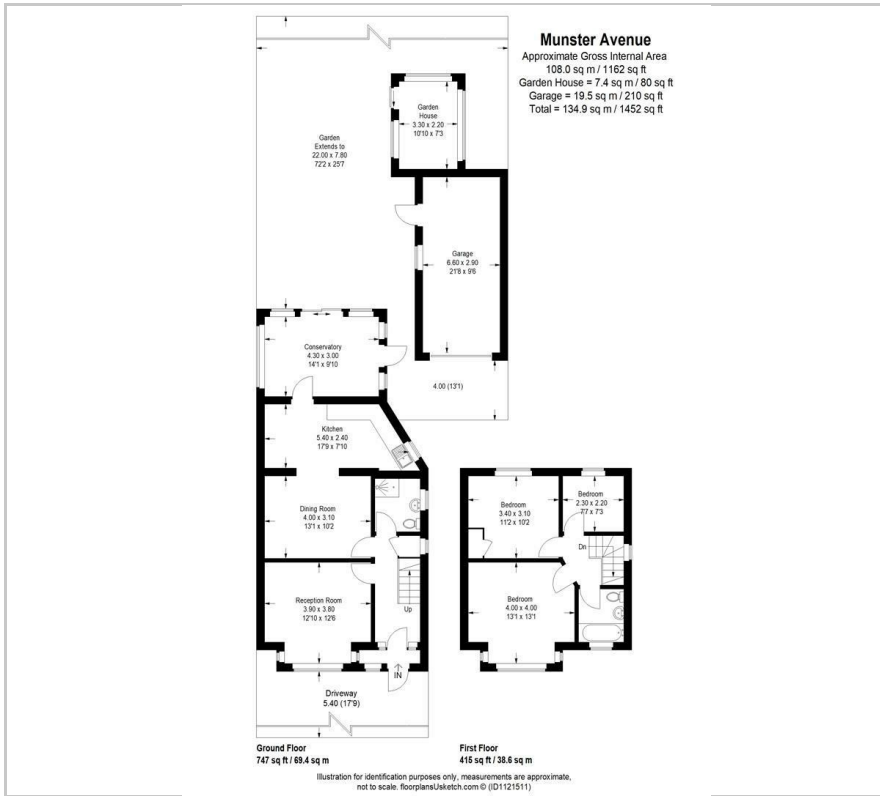 Munster Avenue
Approximate Gross Internal Area
108.0 sq m / 1162 sq ft
Garden House = 7.4 sq m / 80 sq ft
Garage = 19.5 sq m / 210 sq ft
Total = 134.9 sq m / 1452 sq ft
Garden
House
3.30 x 2.20
10'10 x 7'3
Garden
Extends to
22.00 x 7.80
72'2 x 25'7
Garage
6.60 x 2.90
21'8 x 9'6
Conservatory
4.30 x 3.00
14'1 x 9'10
4.00 (13'1)
Kitchen
5.40 x 2.40
17'9 x 7'10
Dining Room
4.00 x 3.10
13'1 x 10'2
Reception Room
3.90 x 3.80
12'10 x 12'6
Up
IN
Driveway
5.40 (17'9)
Bedroom
3.40 x 3.10
11'2 x 10'2
Bedroom
2.30 x 2.20
7'7 x 7'3
Dn
Bedroom
4.00 x 4.00
13'1 x 13'1
Ground Floor
747 sq ft / 69.4 sq m
First Floor
415 sq ft / 38.6 sq m
Illustration for identification purposes only, measurements are approximate,
not to scale. floorplansUsketch.com © (ID1121511)